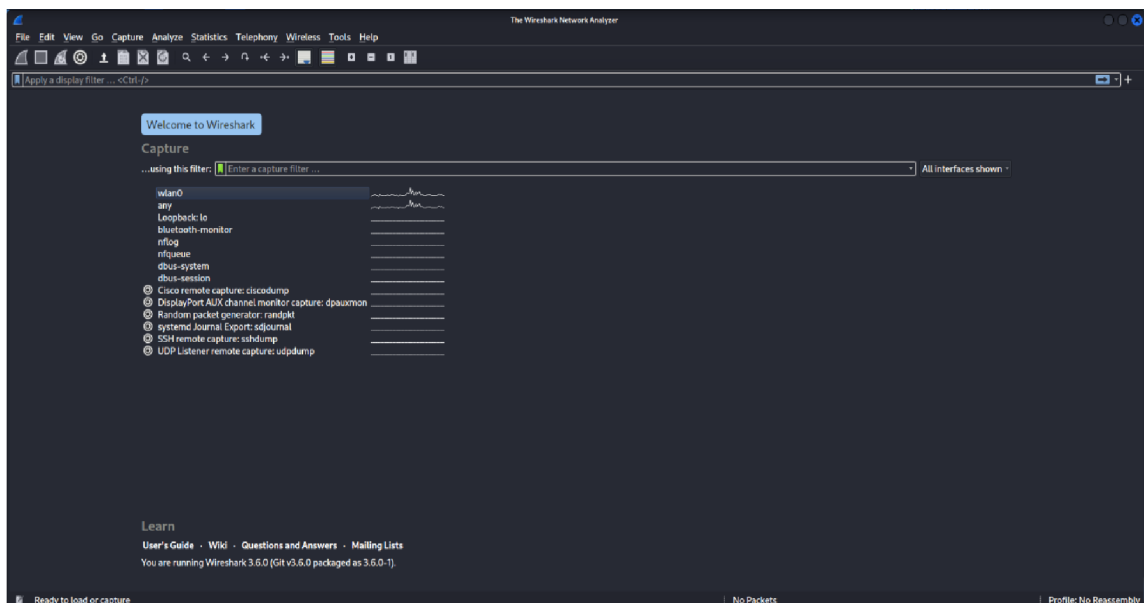 The Wireshark Network Analyzer
File Edit View Go Capture Analyze Statistics Telephony Wireless Tools Help
Apply a display filter ... <Ctrl-/>
Welcome to Wireshark
Capture
...using this filter: Enter a capture filter ... All interfaces shown
wlan0
any
Loopback: lo
bluetooth-monitor
nflog
nfqueue
dbus-system
dbus-session
Cisco remote capture: ciscodump
DisplayPort AUX channel monitor capture: dpauxmon
Random packet generator: randpkt
systemd Journal Export: sdjournal
SSH remote capture: sshdump
UDP Listener remote capture: udpdump
Learn
User's Guide · Wiki · Questions and Answers · Mailing Lists
You are running Wireshark 3.6.0 (Git v3.6.0 packaged as 3.6.0-1).
Ready to load or capture No Packets Profile: No Reassembly